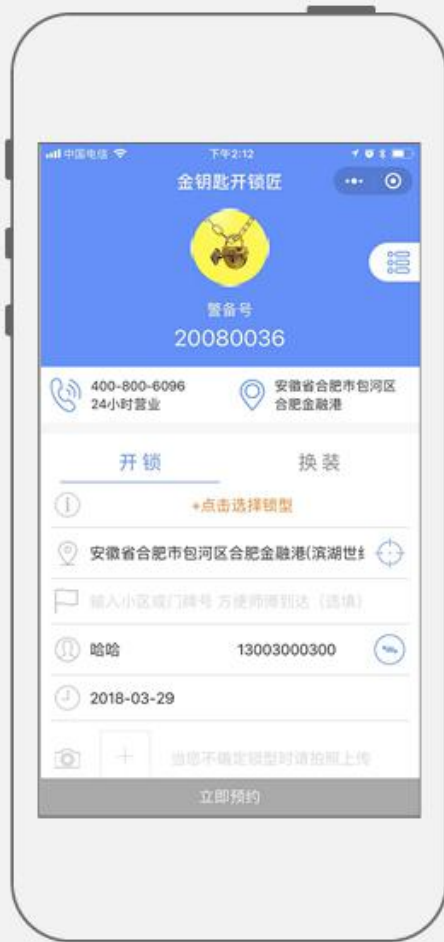 中国电信
下午2:12
金钥匙开锁匠
警备号
20080036
400-800-6096
24小时营业
安徽省合肥市包河区
合肥金融港
开锁
换装
+点击选择锁型
安徽省合肥市包河区合肥金融港(滨湖世纟
输入小区或门牌号 方便师傅到达（选填）
哈哈
13003000300
2018-03-29
当您不确定锁型时请拍照上传
立即预约